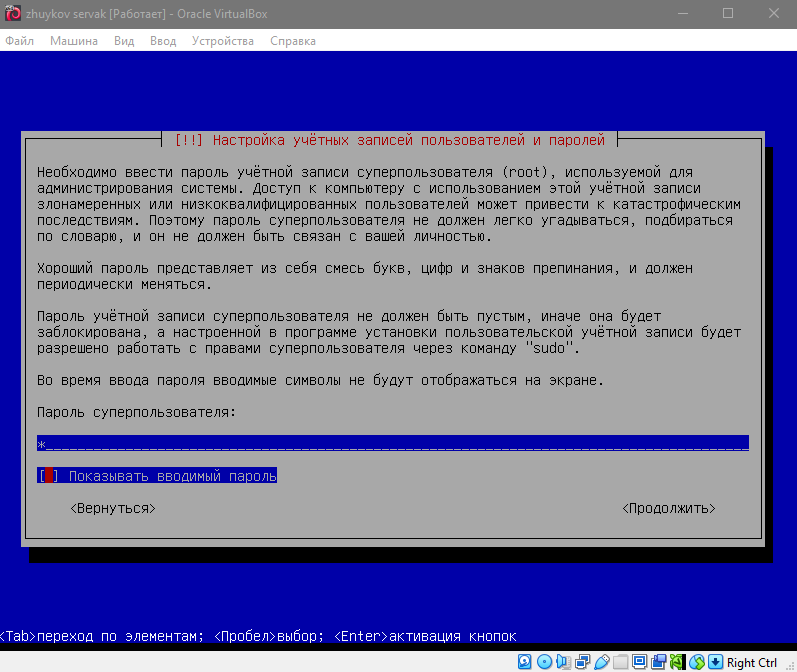 zhuykov servak [Работает] - Oracle VirtualBox
Файл Машина Вид Ввод Устройства Справка
[!!] Настройка учётных записей пользователей и паролей
Необходимо ввести пароль учётной записи суперпользователя (root), используемой для
администрирования системы. Доступ к компьютеру с использованием этой учётной записи
злонамеренных или низкоквалифицированных пользователей может привести к катастрофическим
последствиям. Поэтому пароль суперпользователя не должен легко угадываться, подбираться
по словарю, и он не должен быть связан с вашей личностью.
Хороший пароль представляет из себя смесь букв, цифр и знаков препинания, и должен
периодически меняться.
Пароль учётной записи суперпользователя не должен быть пустым, иначе она будет
заблокирована, а настроенной в программе установки пользовательской учётной записи будет
разрешено работать с правами суперпользователя через команду "sudo".
Во время ввода пароля вводимые символы не будут отображаться на экране.
Пароль суперпользователя:
*________________________________________________________________________________________
[ ] Показывать вводимый пароль
<Вернуться> <Продолжить>
<Tab>переход по элементам; <Пробел>выбор; <Enter>активация кнопок
Right Ctrl